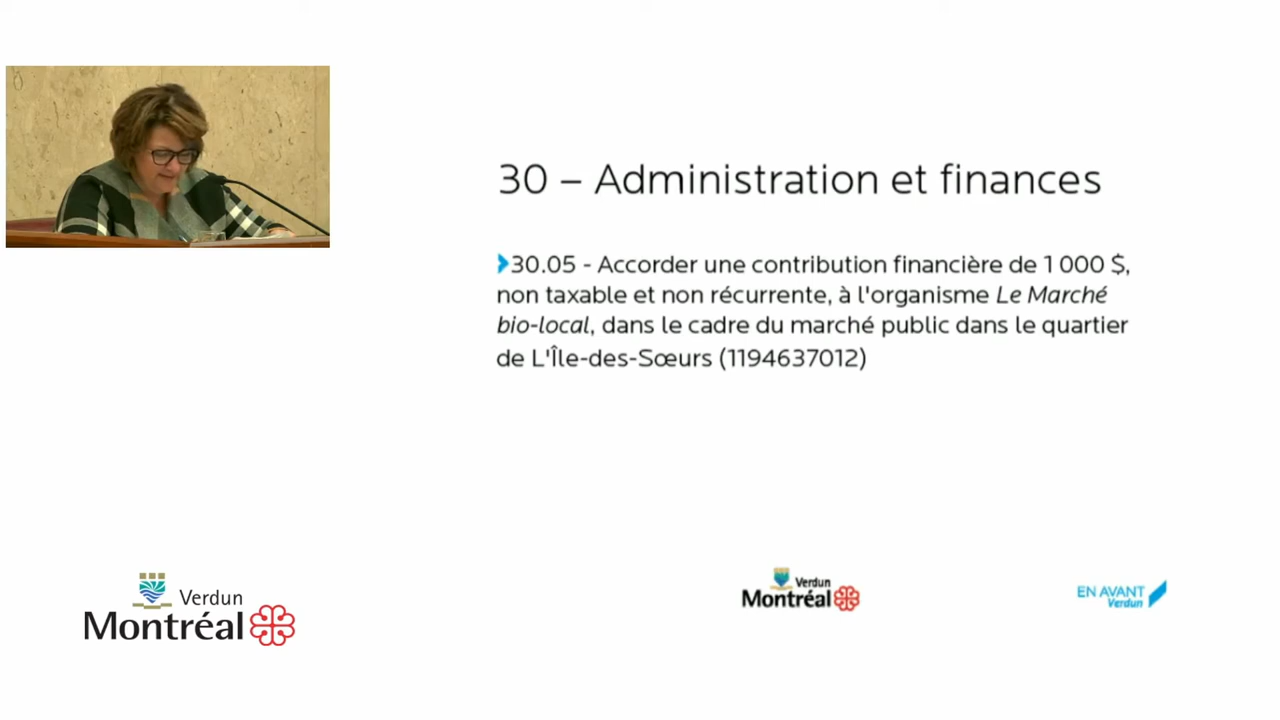 30 – Administration et finances
30.05 - Accorder une contribution financière de 1 000 $,
non taxable et non récurrente, à l'organisme Le Marché
bio-local, dans le cadre du marché public dans le quartier
de L'Île-des-Sœurs (1194637012)
Verdun
Montréal
Verdun
Montréal
EN AVANT
Verdun